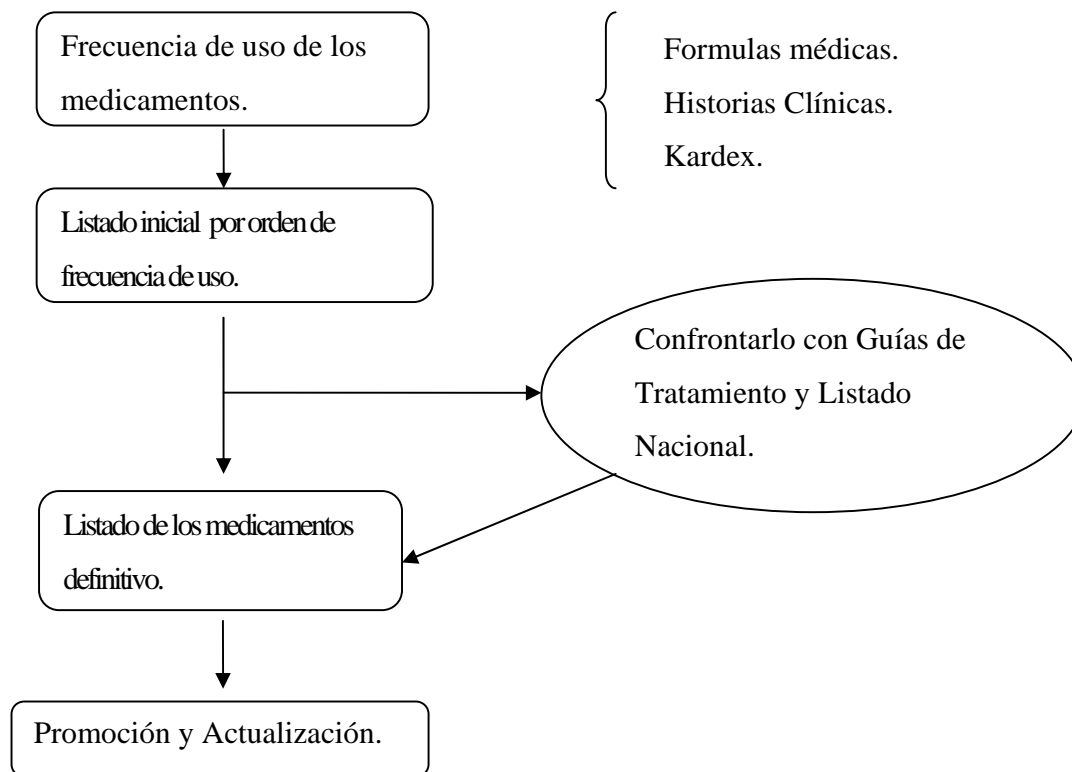 Frecuencia de uso de los
medicamentos.
Formulas médicas.
Historias Clínicas.
Kardex.
Listado inicial por orden de
frecuencia de uso.
Confrontarlo con Guías de
Tratamiento y Listado
Nacional.
Listado de los medicamentos
definitivo.
Promoción y Actualización.